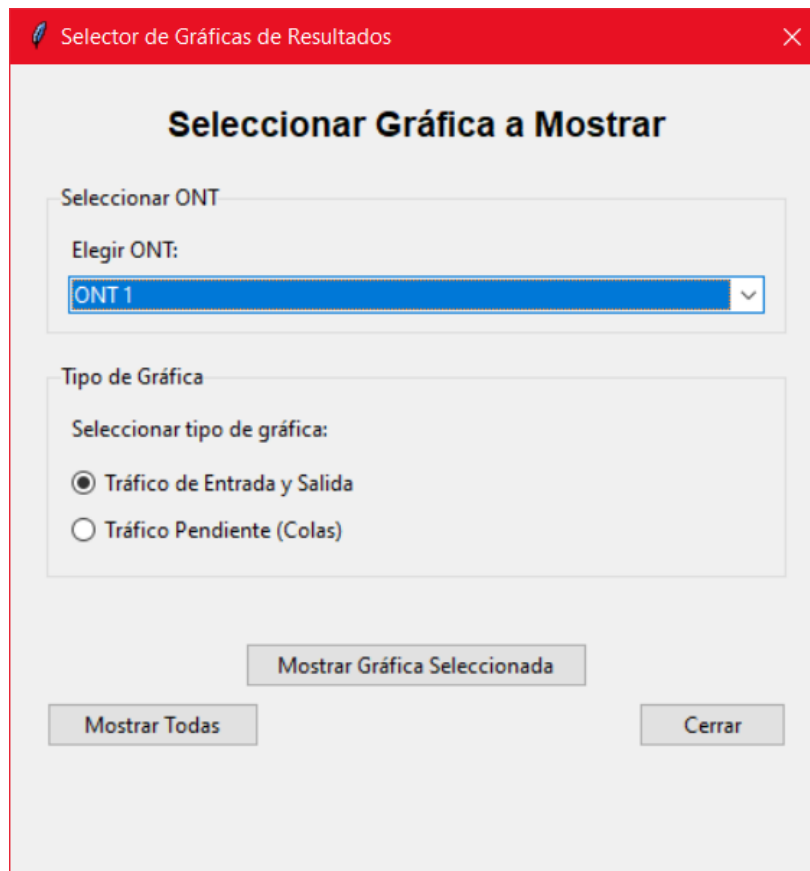 Selector de Gráficas de Resultados
Seleccionar Gráfica a Mostrar
Seleccionar ONT
Elegir ONT:
ONT 1
Tipo de Gráfica
Seleccionar tipo de gráfica:
Tráfico de Entrada y Salida
Tráfico Pendiente (Colas)
Mostrar Gráfica Seleccionada
Mostrar Todas
Cerrar